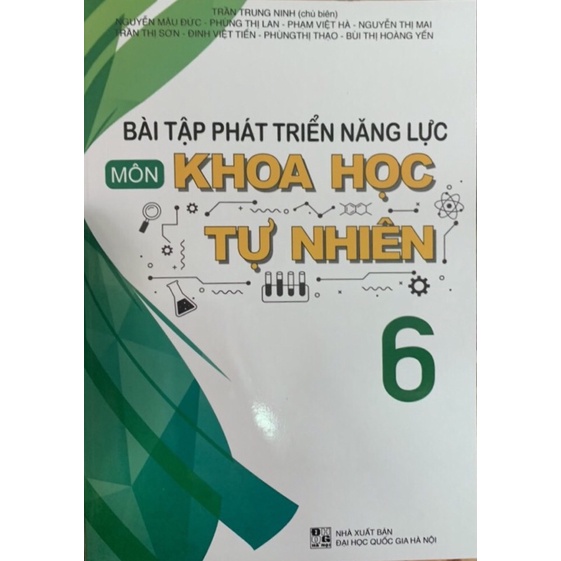 TRẦN TRUNG NINH (chủ biên)
NGUYỄN MẬU ĐỨC - PHÙNG THỊ LAN - PHẠM VIỆT HÀ - NGUYỄN THỊ MAI
TRẦN THỊ SƠN - ĐINH VIỆT TIẾN - PHÙNGTHỊ THẠO - BÙI THỊ HOÀNG YẾN
BÀI TẬP PHÁT TRIỂN NĂNG LỰC
MÔN KHOA HỌC
TỰ NHIÊN
6
NHÀ XUẤT BẢN
ĐẠI HỌC QUỐC GIA HÀ NỘI